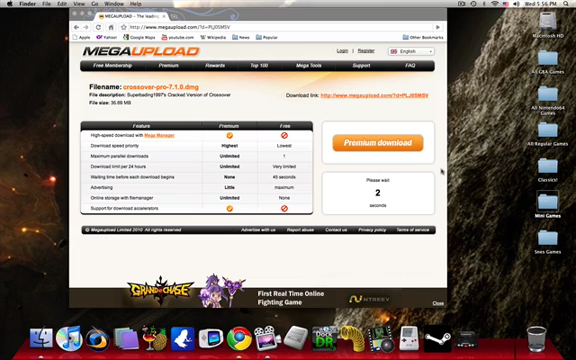 Finder File Edit View Go Window Help
Wed 5:56 PM
MEGAUPLOAD - The leading
http://www.megaupload.com/?d=PLJ0SM5V
Apple Yahoo! Google Maps YouTube Wikipedia News Popular
Other Bookmarks
MEGAUPLOAD
Login | Register
English
Free Membership Premium Rewards Top 100 Mega Tools Support FAQ
Filename: crossover-pro-7.1.0.dmg
File description: Superbading1997's Cracked Version of Crossover
File size: 35.69 MB
Download link: http://www.megaupload.com/?d=PLJ0SM5V
Feature Premium Free
High-speed download with Mega Manager
Download speed priority Highest Lowest
Maximum parallel downloads Unlimited 1
Download limit per 24 hours Unlimited Very limited
Waiting time before each download begins None 45 seconds
Advertising Little maximum
Online storage with filemanager Unlimited None
Support for download accelerators
Premium download
Please wait
2
seconds
© Megaupload Limited 2010 All rights reserved
Advertise with us Report abuse Contact us Privacy policy Terms of service
GRAND CHASE
First Real Time Online
Fighting Game
NTREEV
Close
Macintosh HD
All GBA Games
All Nintendo64 Games
All Regular Games
Classics!
Mini Games
Snes Games